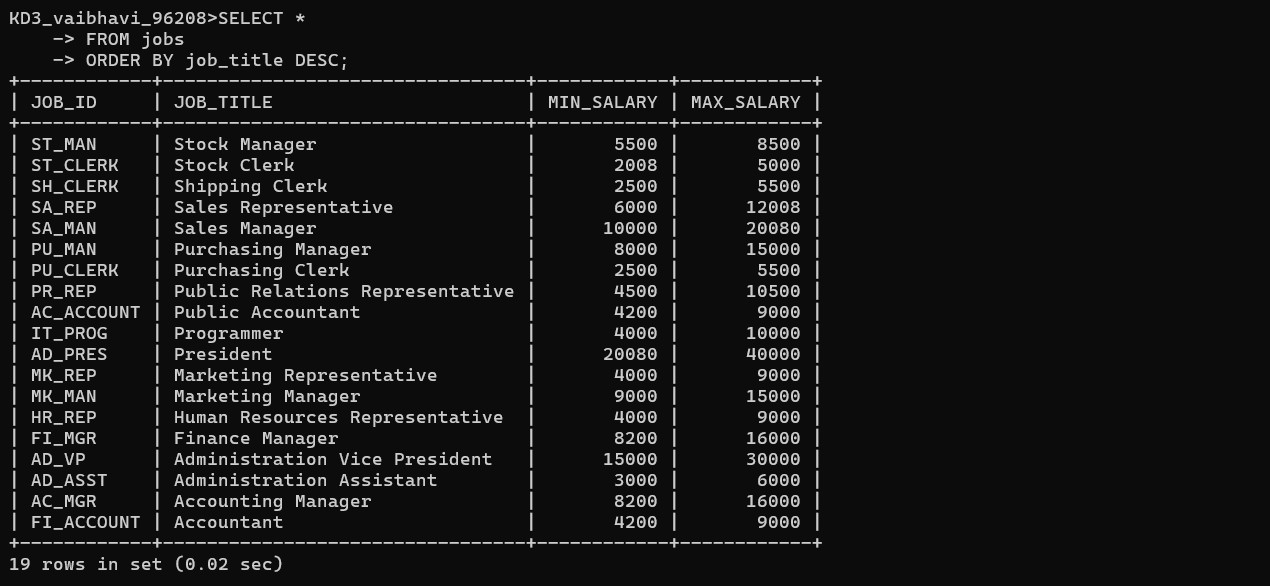 KD3_vaibhavi_96208>SELECT *
    -> FROM jobs
    -> ORDER BY job_title DESC;
+------------+---------------------------------+------------+------------+
| JOB_ID     | JOB_TITLE                       | MIN_SALARY | MAX_SALARY |
+------------+---------------------------------+------------+------------+
| ST_MAN     | Stock Manager                   |       5500 |       8500 |
| ST_CLERK   | Stock Clerk                     |       2008 |       5000 |
| SH_CLERK   | Shipping Clerk                  |       2500 |       5500 |
| SA_REP     | Sales Representative            |       6000 |      12008 |
| SA_MAN     | Sales Manager                   |      10000 |      20080 |
| PU_MAN     | Purchasing Manager              |       8000 |      15000 |
| PU_CLERK   | Purchasing Clerk                |       2500 |       5500 |
| PR_REP     | Public Relations Representative |       4500 |      10500 |
| AC_ACCOUNT | Public Accountant               |       4200 |       9000 |
| IT_PROG    | Programmer                      |       4000 |      10000 |
| AD_PRES    | President                       |      20080 |      40000 |
| MK_REP     | Marketing Representative        |       4000 |       9000 |
| MK_MAN     | Marketing Manager               |       9000 |      15000 |
| HR_REP     | Human Resources Representative  |       4000 |       9000 |
| FI_MGR     | Finance Manager                 |       8200 |      16000 |
| AD_VP      | Administration Vice President   |      15000 |      30000 |
| AD_ASST    | Administration Assistant        |       3000 |       6000 |
| AC_MGR     | Accounting Manager              |       8200 |      16000 |
| FI_ACCOUNT | Accountant                      |       4200 |       9000 |
+------------+---------------------------------+------------+------------+
19 rows in set (0.02 sec)